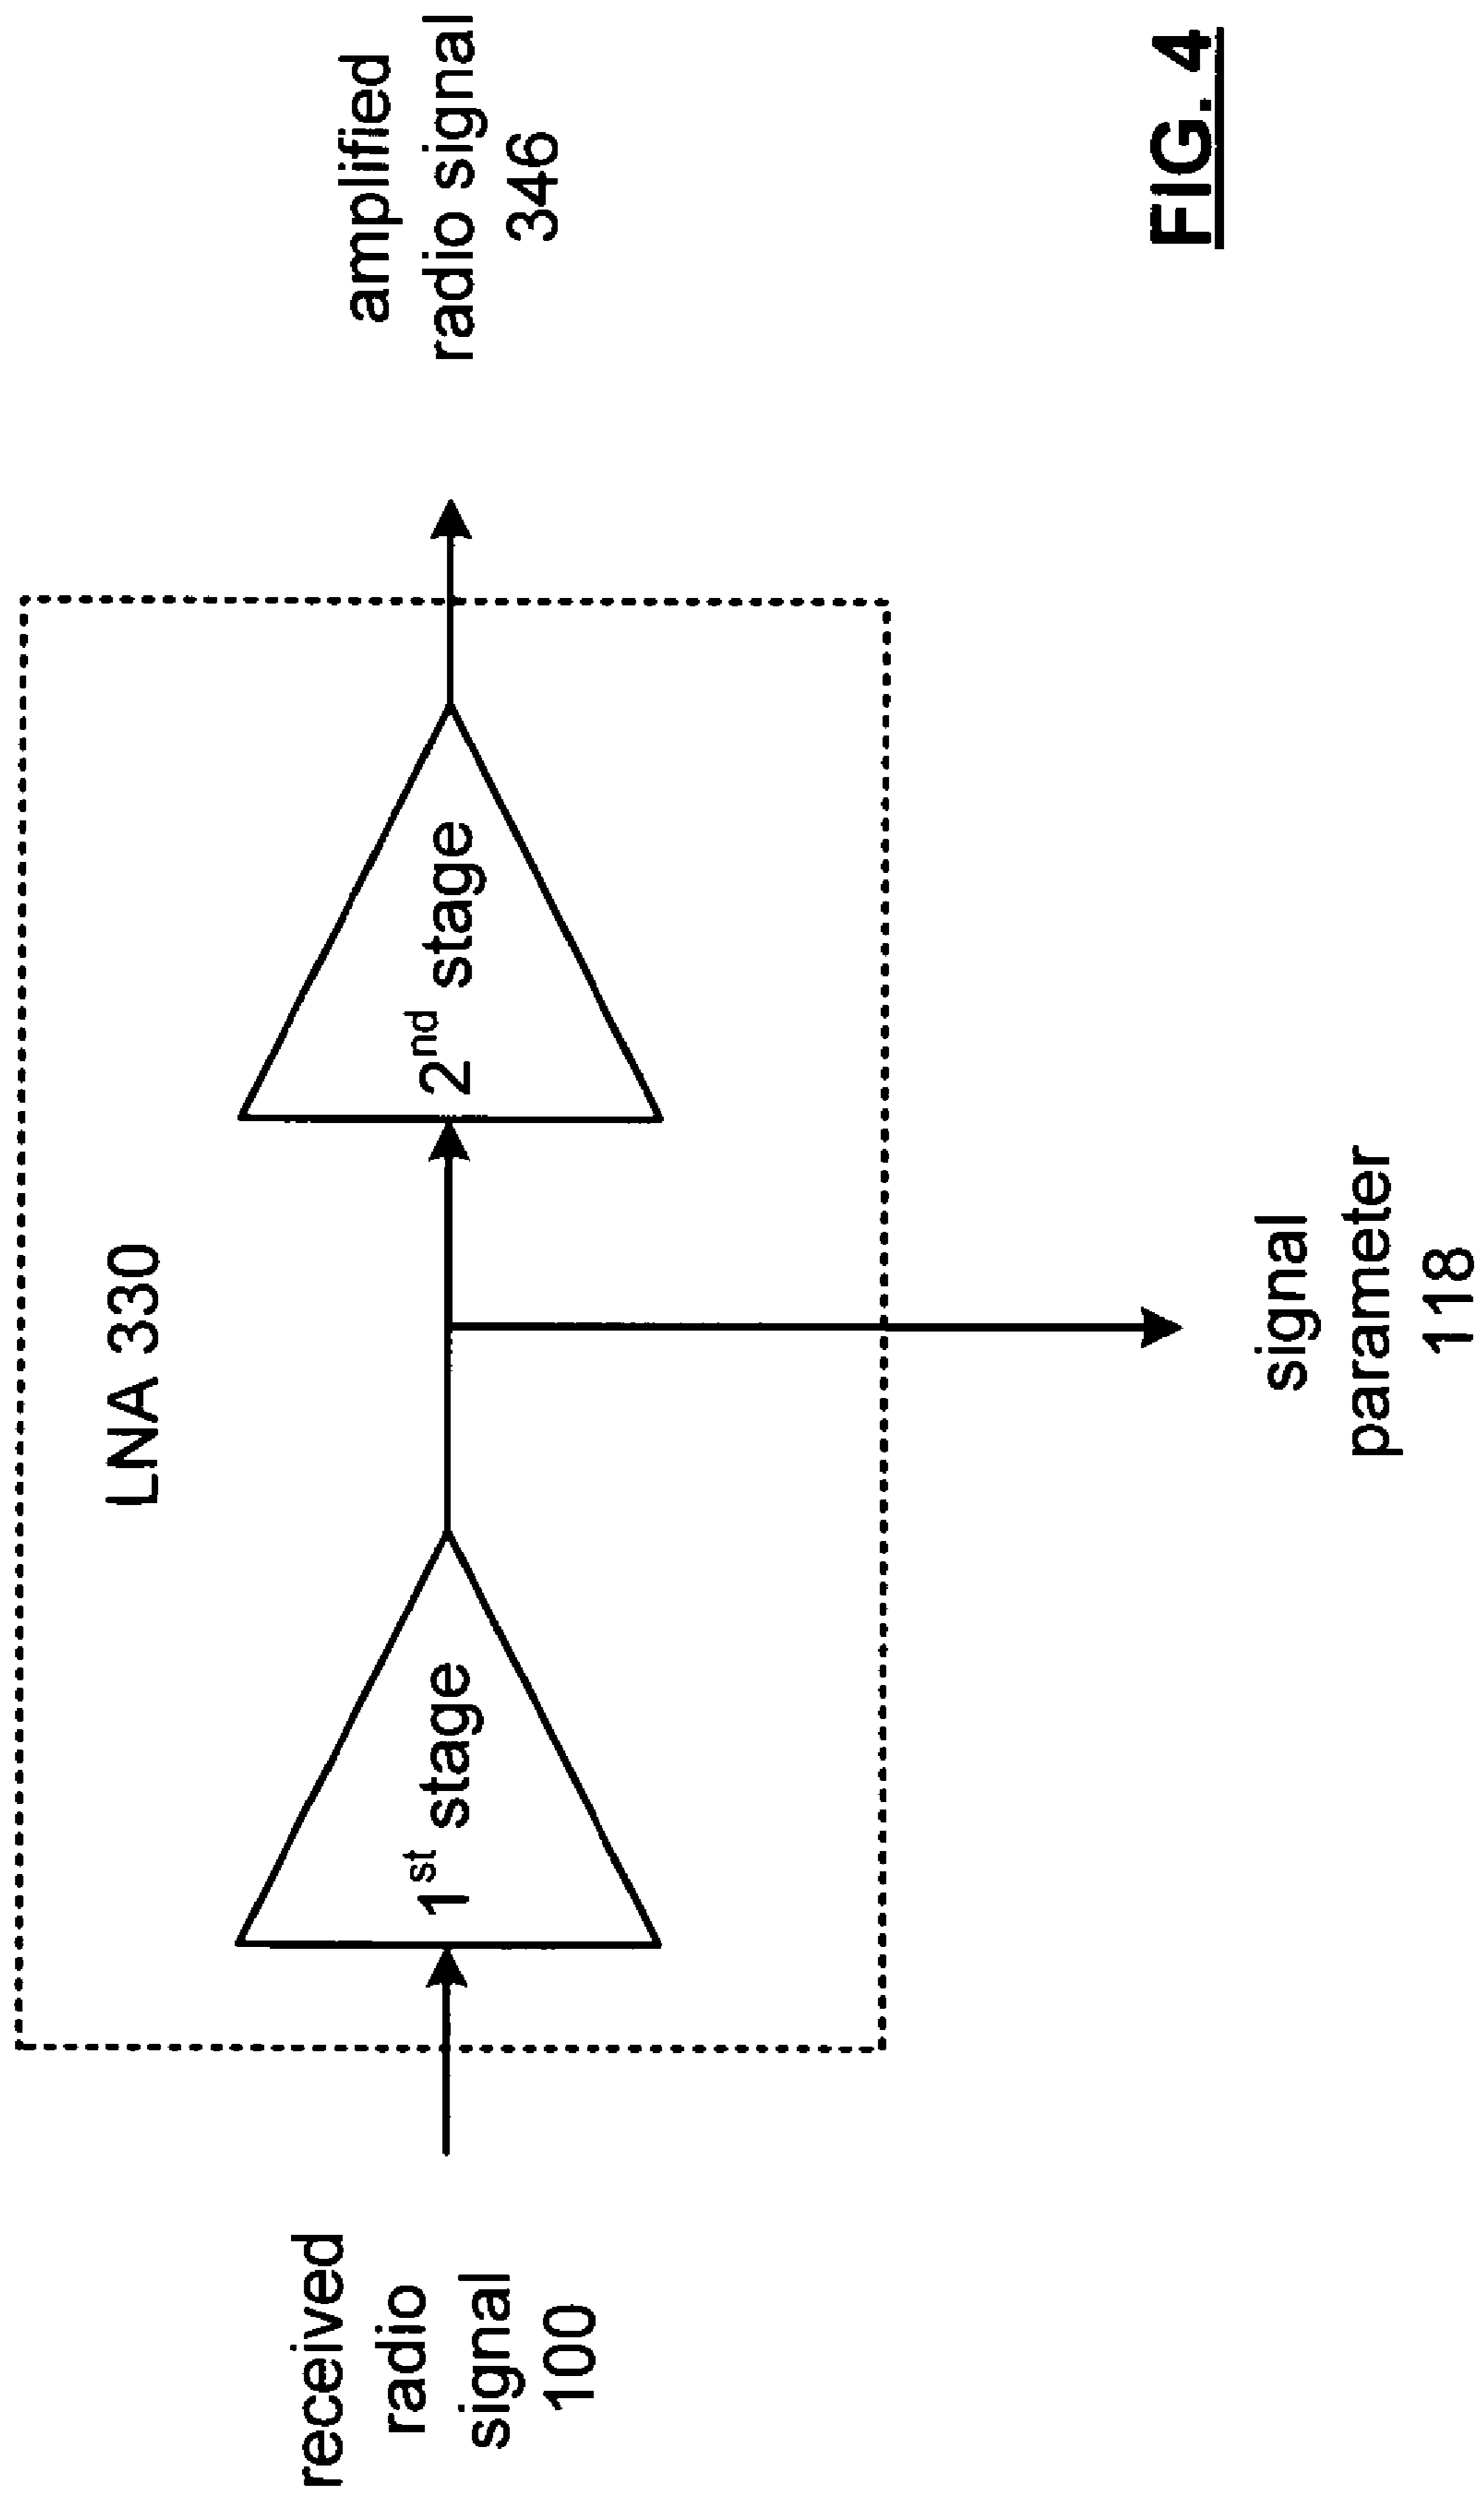 LNA 330
received
radio
signal
100
1st stage
2nd stage
amplified
radio signal
346
signal
parameter
118
FIG. 4